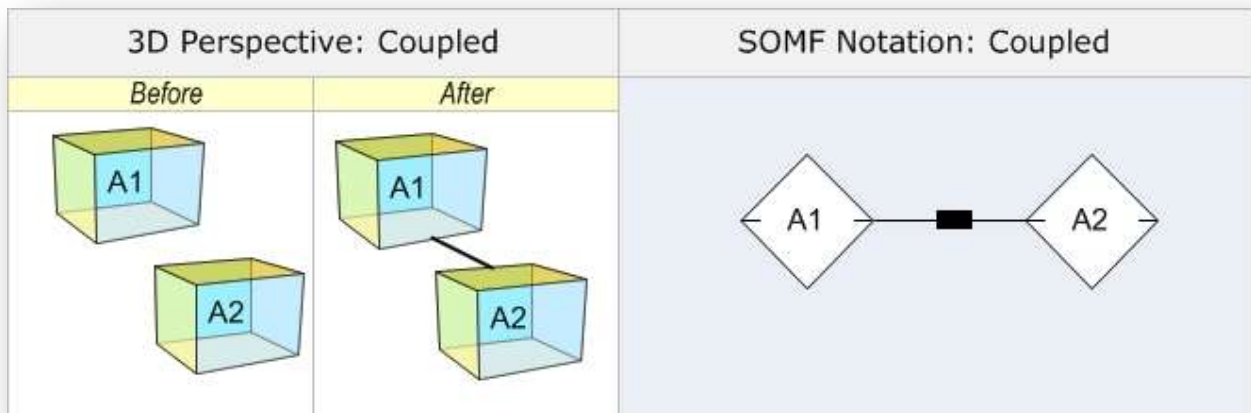 3D Perspective: Coupled
SOMF Notation: Coupled
Before
After
A1
A2
A1
A2
A1
A2